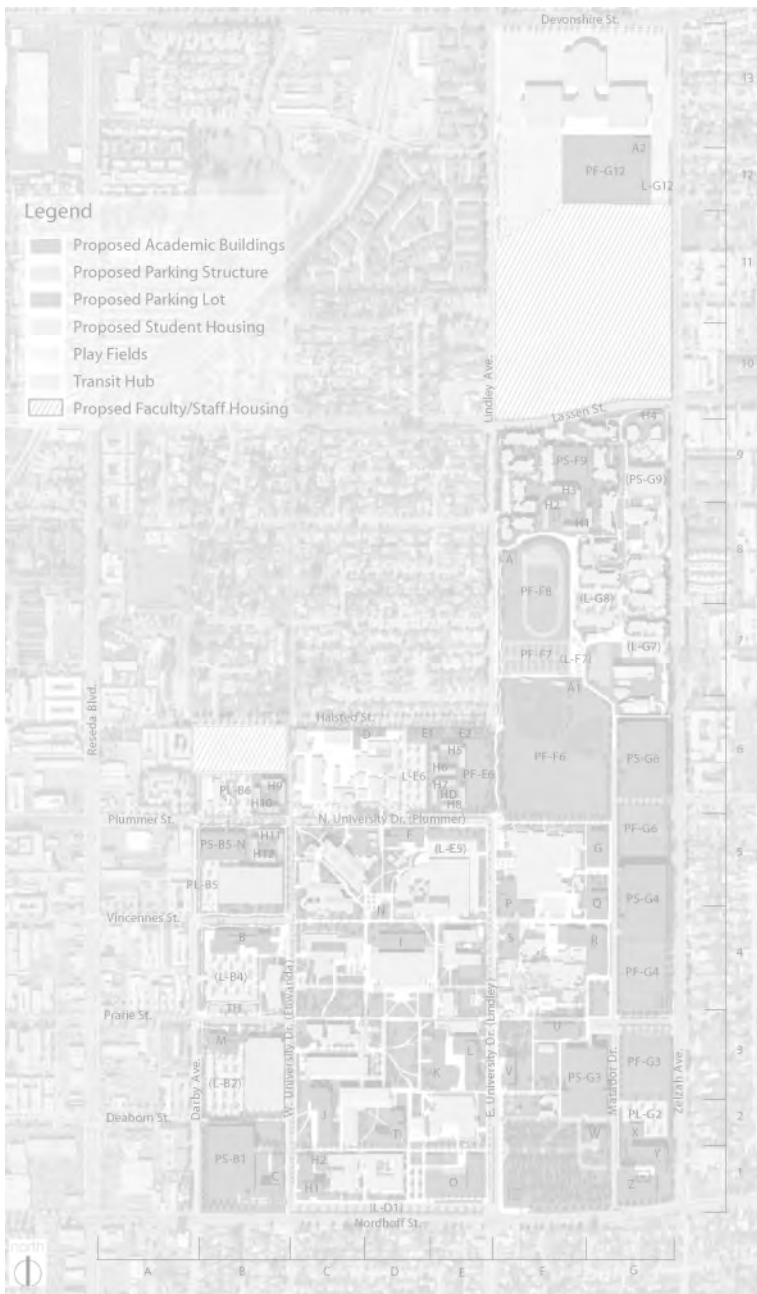 Devonshire St.
13
A2
PF-G12
L-G12
12
Legend
Proposed Academic Buildings
Proposed Parking Structure
Proposed Parking Lot
Proposed Student Housing
Play Fields
Transit Hub
Propsed Faculty/Staff Housing
11
10
Lindley Ave.
Lassen St.
H4
PS-F9
9
(PS-G9)
H3
H2
H1
A
8
PF-F8
(L-G8)
PF-F7
(L-F7)
(L-G7)
7
A1
Reseda Blvd.
Halsted St.
D
E1
E2
H5
L-E6
H6
PF-E6
PF-F6
PS-G6
6
H7
HD
H8
PL-B6
H9
H10
Plummer St.
N. University Dr. (Plummer)
PS-B5-N
H11
H12
F
(L-E5)
G
PF-G6
5
PL-B5
N
P
Q
PS-G4
Vincennes St.
B
I
S
R
4
(L-B4)
PF-G4
TH
W. University Dr. (Etiwanda)
E. University Dr. (Lindley)
Prarie St.
M
L
U
PF-G3
3
(L-B2)
K
V
PS-G3
Matador Dr.
Zelzah Ave.
Darby Ave.
PL-G2
Deaborn St.
J
T
W
X
2
Y
PS-B1
C
H2
H1
O
Z
1
(L-D1)
Nordhoff St.
north
A
B
C
D
E
F
G